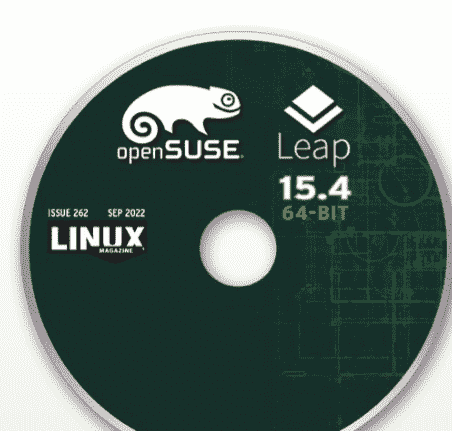 openSUSE
Leap
15.4
64-BIT
ISSUE 262 SEP 2022
LINUX
MAGAZINE